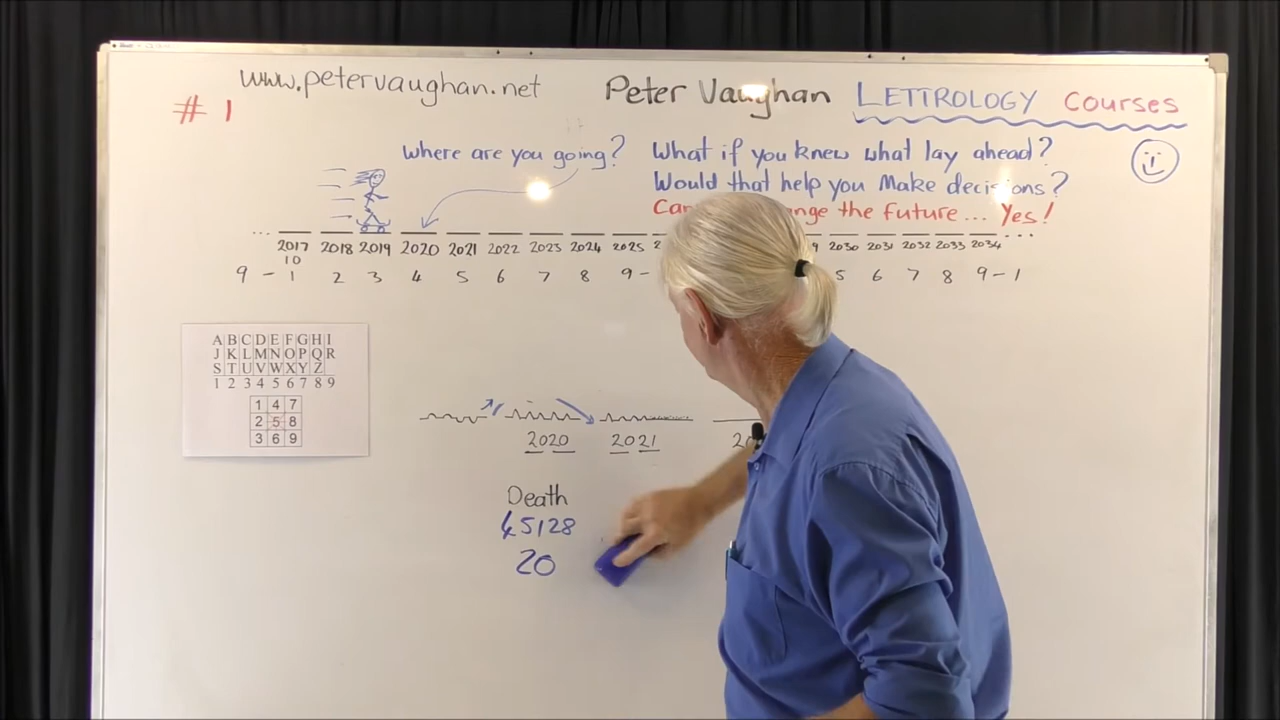 www.petervaughan.net Peter Vaughan LETTROLOGY Courses
# 1
Where are you going? What if you knew what lay ahead?
Would that help you Make decisions?
the future... Yes!
... 2017 2018 2019 2020 2021 2022 2023 2024 2025 2030 2031 2032 2033 2034 ...
10
9 - 1 2 3 4 5 6 7 8 9 - 5 6 7 8 9 - 1
A B C D E F G H I
J K L M N O P Q R
S T U V W X Y Z
1 2 3 4 5 6 7 8 9
1 4 7
2 5 8
3 6 9
2020 2021
Death
45128
20